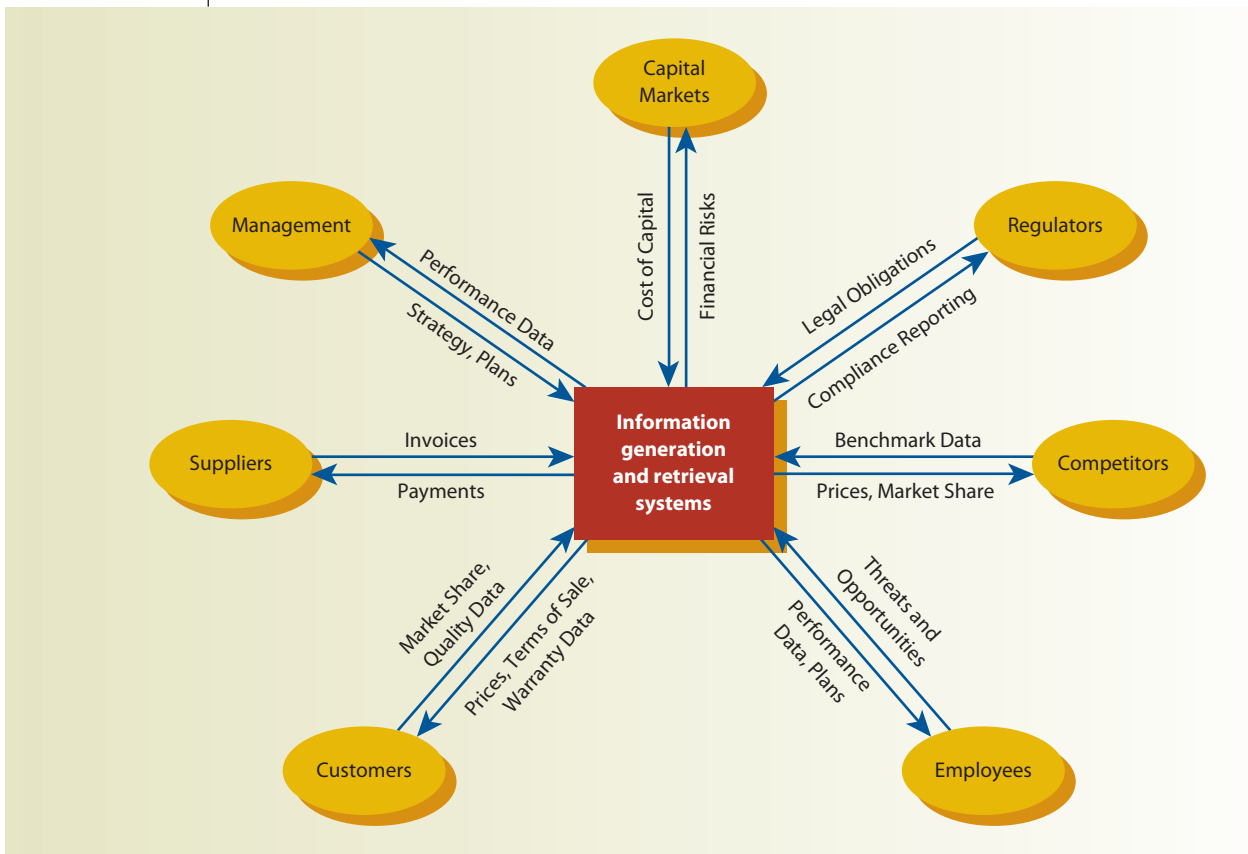 Capital
Markets
Management
Regulators
Performance Data
Strategy, Plans
Cost of Capital
Financial Risks
Legal Obligations
Compliance Reporting
Information
generation
and retrieval
systems
Suppliers
Invoices
Payments
Benchmark Data
Prices, Market Share
Competitors
Market Share,
Quality Data
Prices, Terms of Sale,
Warranty Data
Threats and
Opportunities
Performance
Data, Plans
Customers
Employees